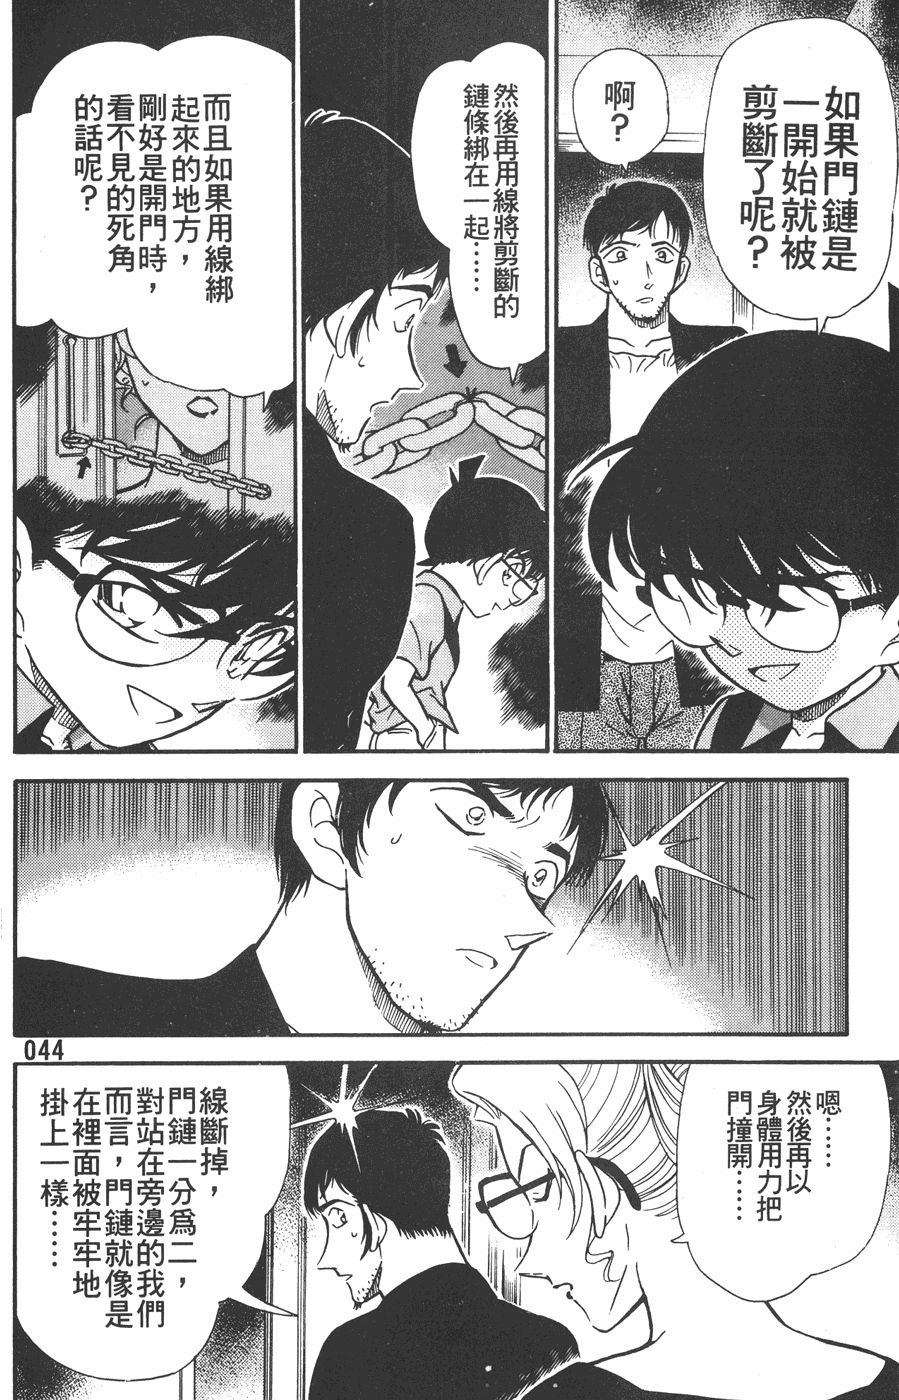 如果門鏈是
一開始就被
剪斷了呢？
啊？
然後再用線將剪斷的
鏈條綁在一起……
而且如果用線綁
起來的地方，
剛好是開門時，
看不見的死角
的話呢？
044
嗯……
然後再以
身體用力把
門撞開……
線斷掉，
門鏈一分爲二，
對站在旁邊的我們
而言，門鏈就像是
在裡面被牢牢地
掛上一樣……